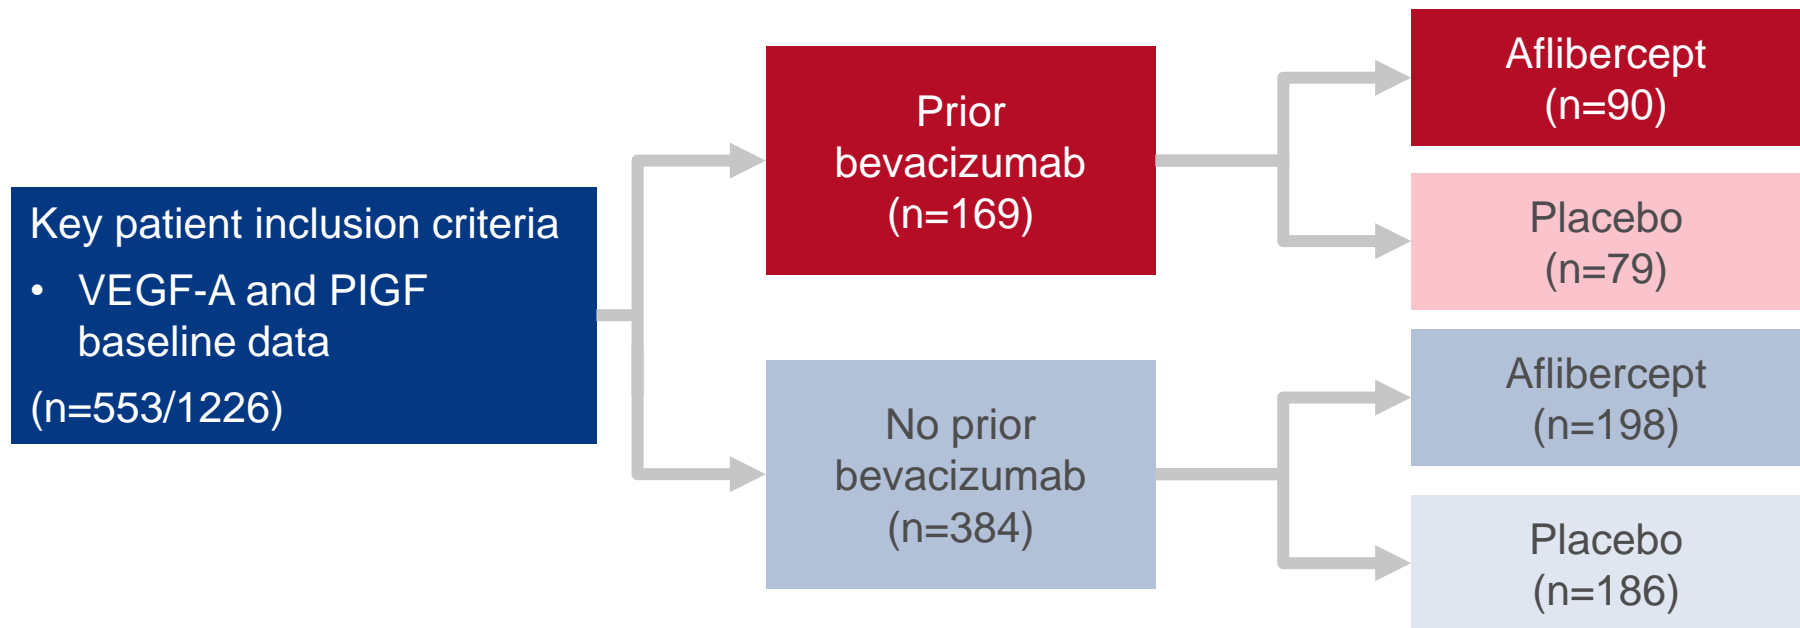 Key patient inclusion criteria
• VEGF-A and PIGF
baseline data
(n=553/1226)
Prior
bevacizumab
(n=169)
No prior
bevacizumab
(n=384)
Aflibercept
(n=90)
Placebo
(n=79)
Aflibercept
(n=198)
Placebo
(n=186)